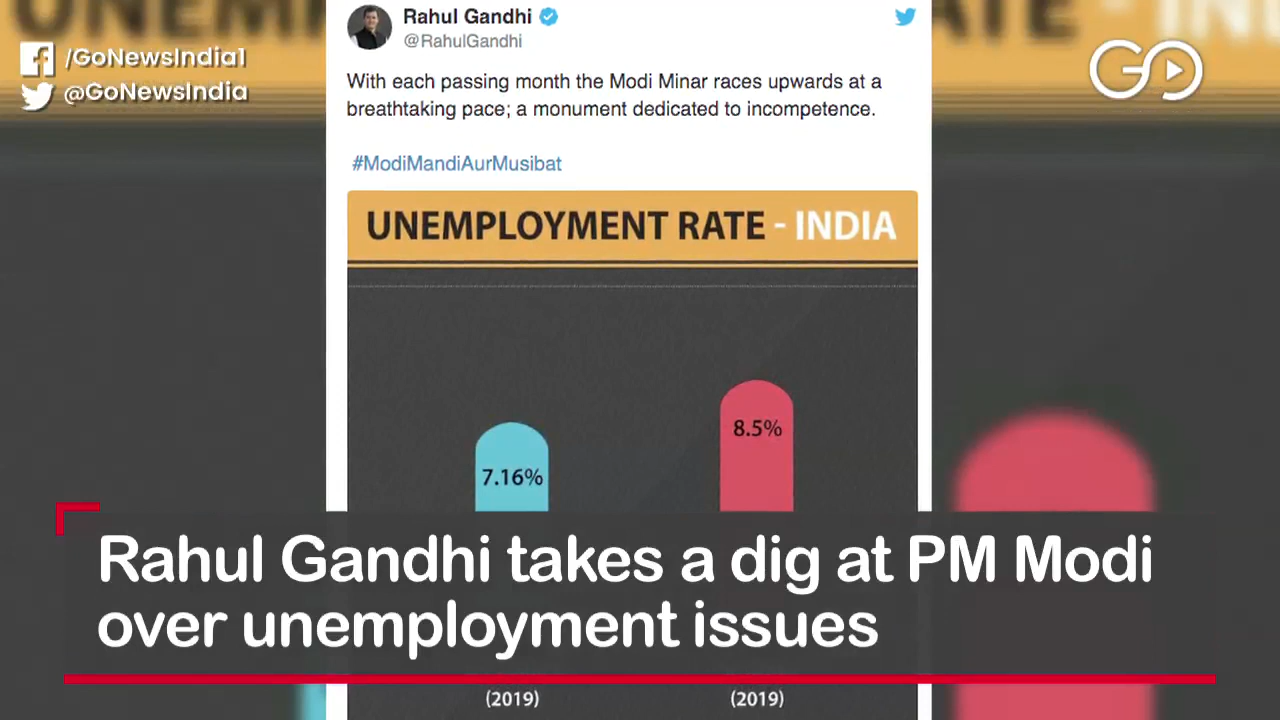 /GoNewsIndia1
@GoNewsIndia
GO
Rahul Gandhi
@RahulGandhi
With each passing month the Modi Minar races upwards at a
breathtaking pace; a monument dedicated to incompetence.
#ModiMandiAurMusibat
UNEMPLOYMENT RATE - INDIA
7.16%
8.5%
Rahul Gandhi takes a dig at PM Modi
over unemployment issues
(2019)
(2019)